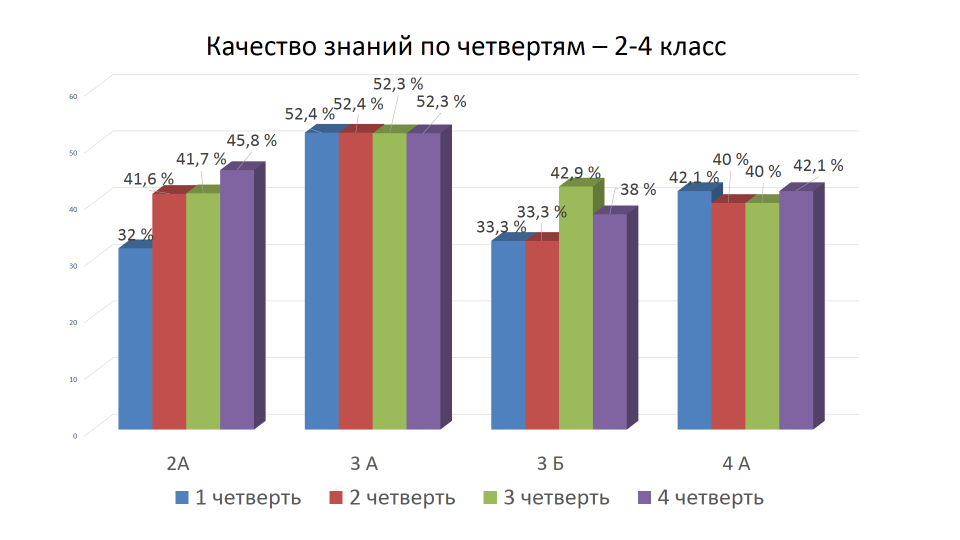 Качество знаний по четвертям – 2-4 класс
60
50
40
30
20
10
0
32 %
41,6 %
41,7 %
45,8 %
52,4 %
52,4 %
52,3 %
52,3 %
33,3 %
33,3 %
42,9 %
38 %
42,1 %
40 %
40 %
42,1 %
2А
3 А
3 Б
4 А
1 четверть
2 четверть
3 четверть
4 четверть